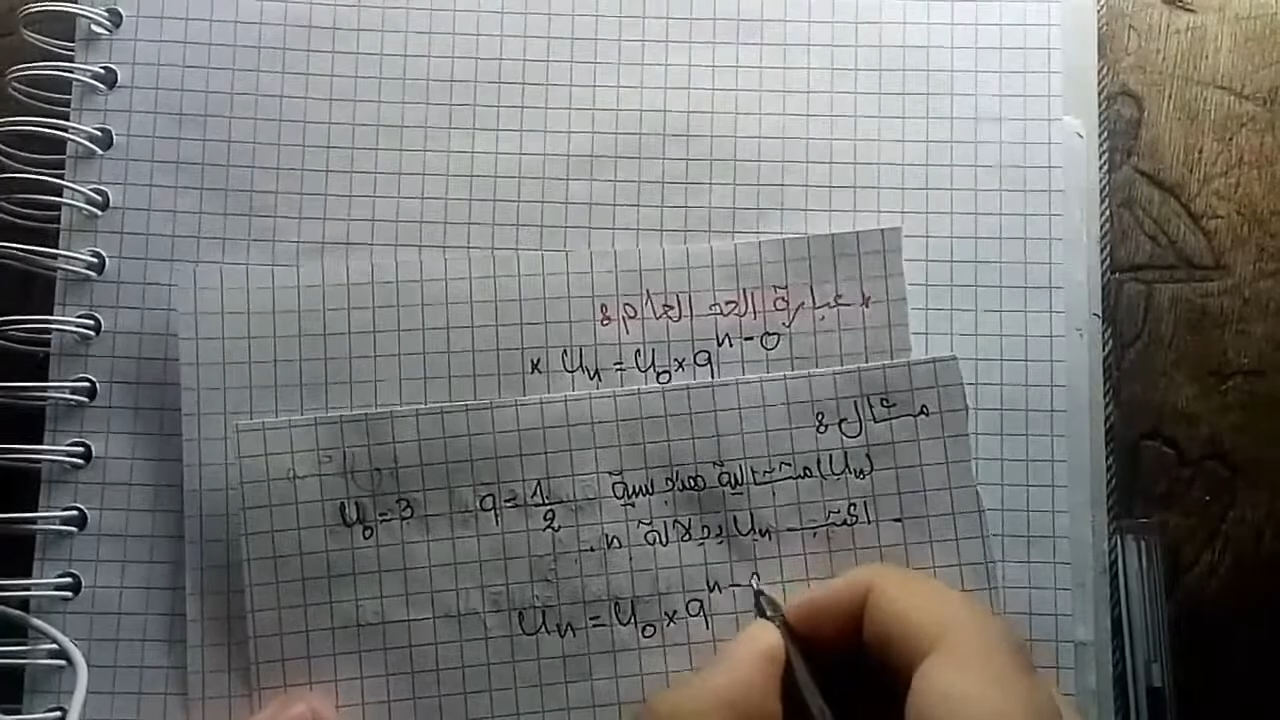 * عبارة الحد العام:
* Un = U0 × q^(n-0)
مثال:
(Un) متتالية هندسية q = 1/2 U0 = 3
- اكتب Un بدلالة n.
Un = U0 × q^(n-